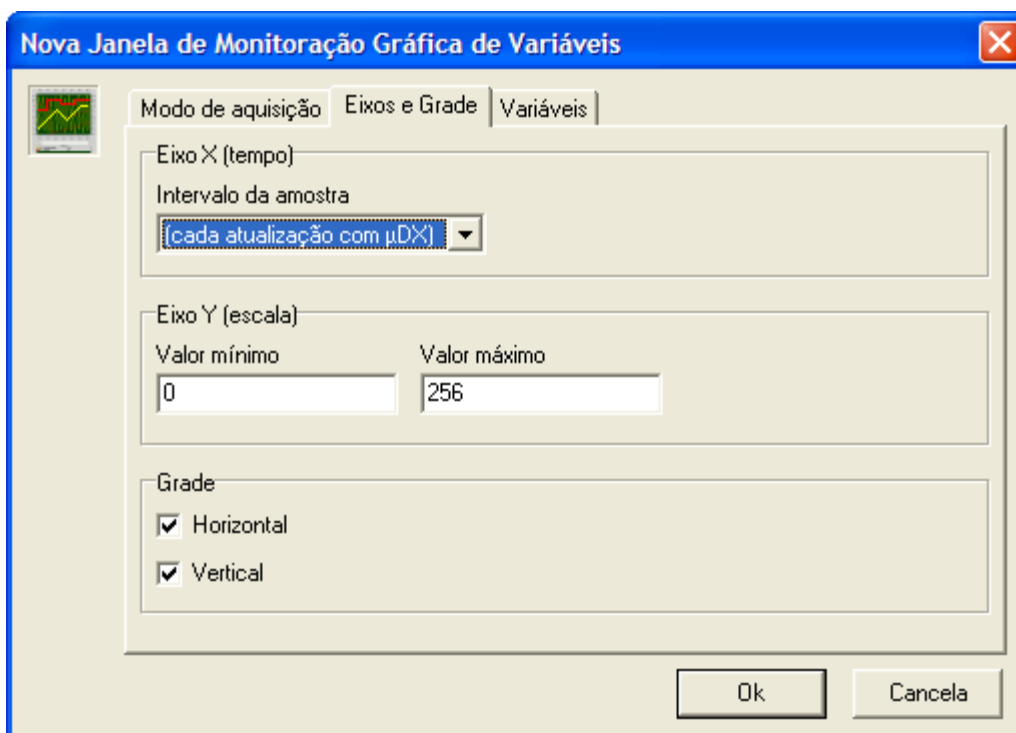 Nova Janela de Monitoração Gráfica de Variáveis
Modo de aquisição Eixos e Grade Variáveis
Eixo X (tempo)
Intervalo da amostra
(cada atualização com µDX)
Eixo Y (escala)
Valor mínimo Valor máximo
0 256
Grade
Horizontal
Vertical
Ok Cancela